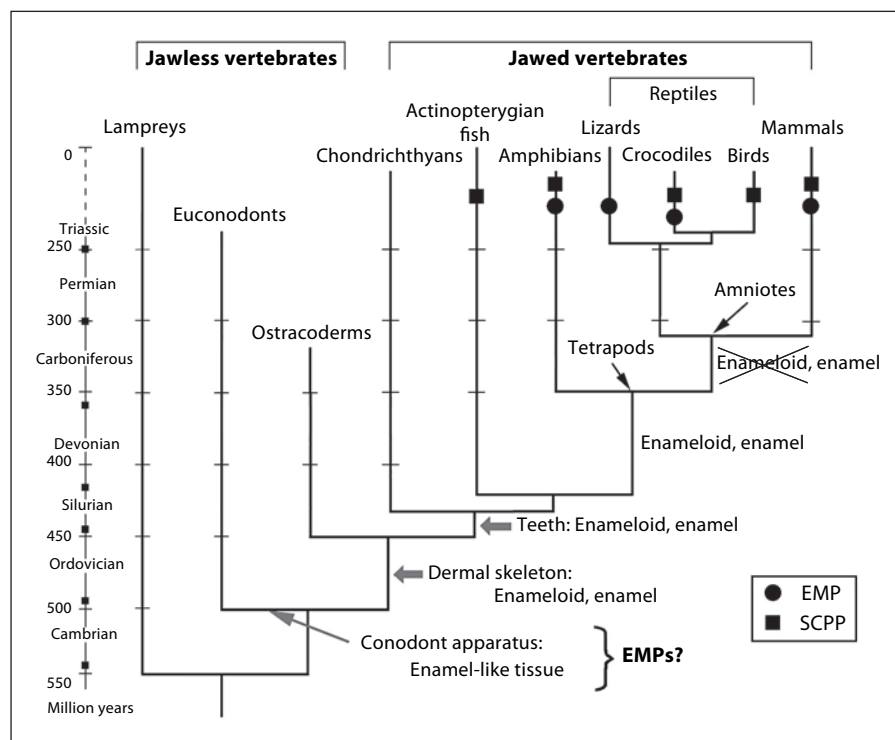 Jawless vertebrates
Jawed vertebrates
Reptiles
Lampreys
Actinopterygian
fish
Lizards
Mammals
Chondrichthyans
Amphibians
Crocodiles
Birds
Euconodonts
Ostracoderms
0
Triassic
250
Permian
300
Carboniferous
350
Devonian
400
Silurian
450
Ordovician
500
Cambrian
550
Million years
Amniotes
Tetrapods
Enameloid, enamel
Enameloid, enamel
Teeth: Enameloid, enamel
Dermal skeleton:
Enameloid, enamel
Conodont apparatus:
Enamel-like tissue
EMPs?
EMP
SCPP